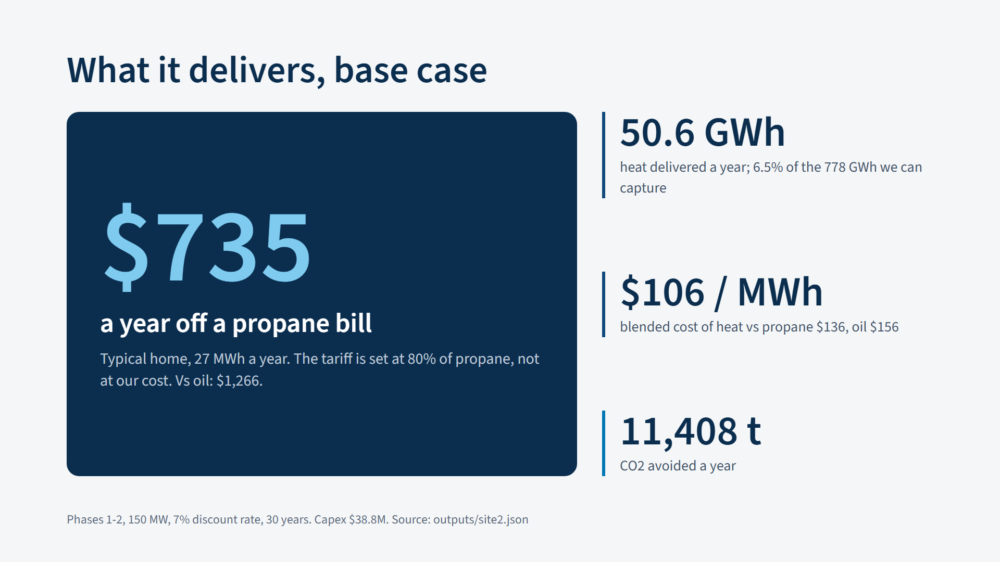 What it delivers, base case
$735
a year off a propane bill
Typical home, 27 MWh a year. The tariff is set at 80% of propane, not
at our cost. Vs oil: $1,266.
50.6 GWh
heat delivered a year; 6.5% of the 778 GWh we can
capture
$106 / MWh
blended cost of heat vs propane $136, oil $156
11,408 t
CO2 avoided a year
Phases 1-2, 150 MW, 7% discount rate, 30 years. Capex $38.8M. Source: outputs/site2.json